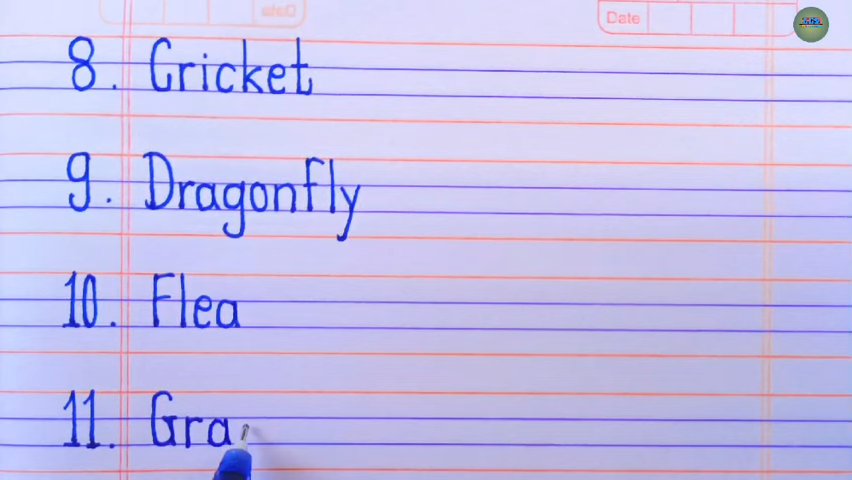 Date
8. Cricket
9. Dragonfly
10. Flea
11. Gra